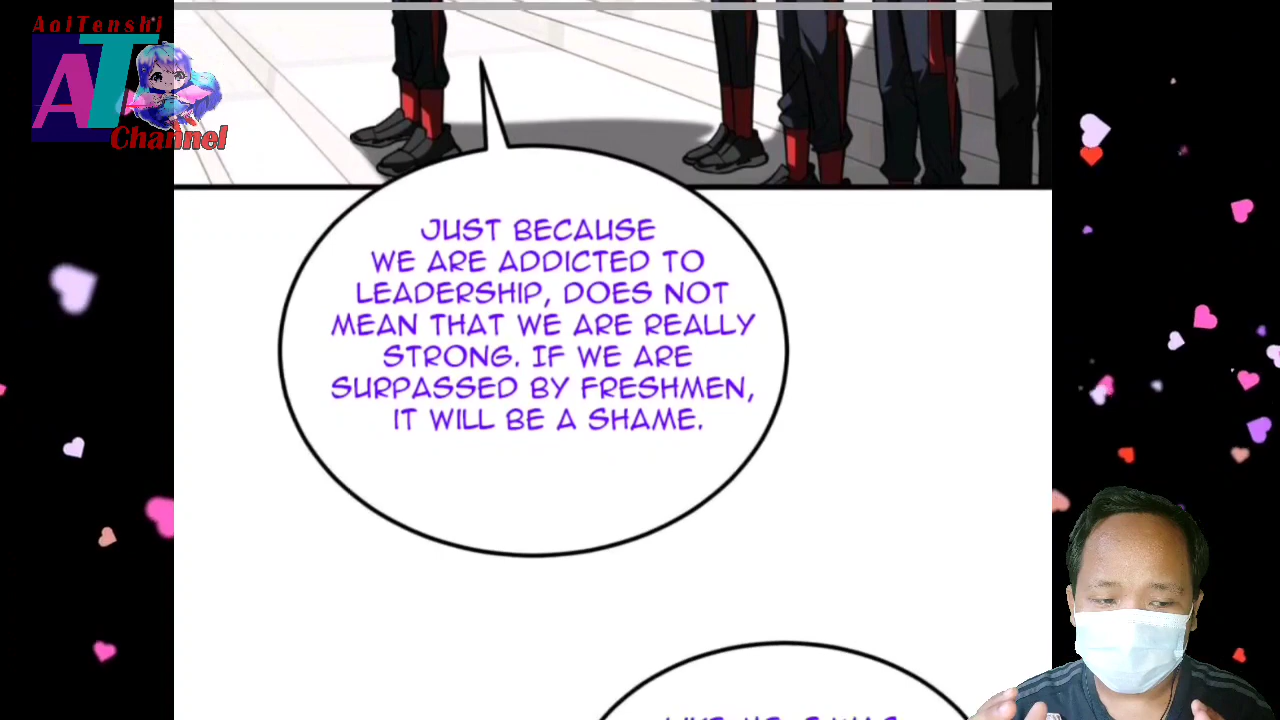 AoiTenshi
AT
Channel
JUST BECAUSE
WE ARE ADDICTED TO
LEADERSHIP, DOES NOT
MEAN THAT WE ARE REALLY
STRONG. IF WE ARE
SURPASSED BY FRESHMEN,
IT WILL BE A SHAME.